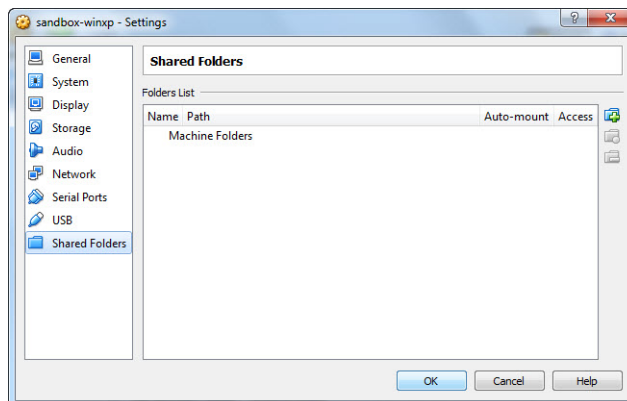 sandbox-winxp - Settings
General
System
Display
Storage
Audio
Network
Serial Ports
USB
Shared Folders
Shared Folders
Folders List
Name Path Auto-mount Access
Machine Folders
OK Cancel Help